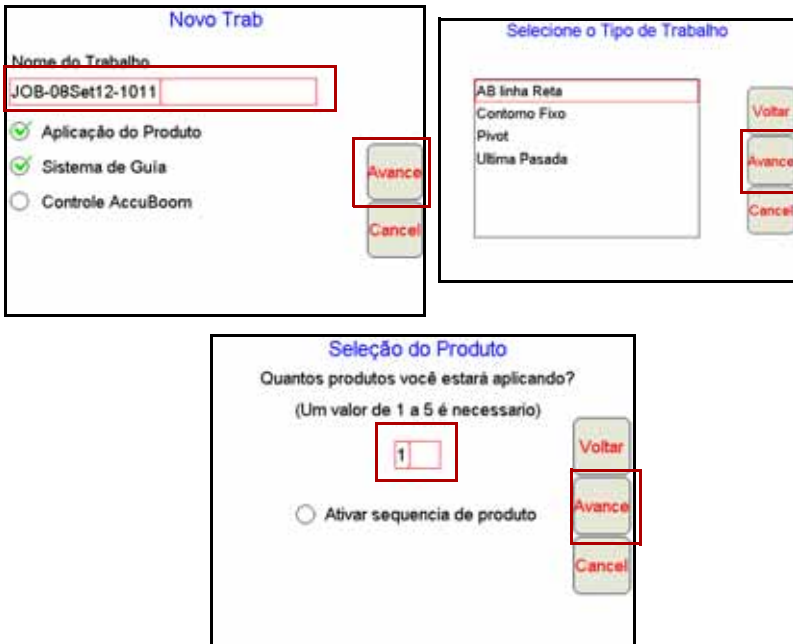 Novo Trab
Nome do Trabalho
JOB-08Set12-1011
Aplicação do Produto
Sistema de Guia
Controle AccuBoom
Avance
Cancel
Selecione o Tipo de Trabalho
AB linha Reta
Contorno Fixo
Pivot
Ultima Pasada
Voltar
Avance
Cancel
Seleção do Produto
Quantos produtos você estará aplicando?
(Um valor de 1 a 5 é necessario)
1
Ativar sequencia de produto
Voltar
Avance
Cancel